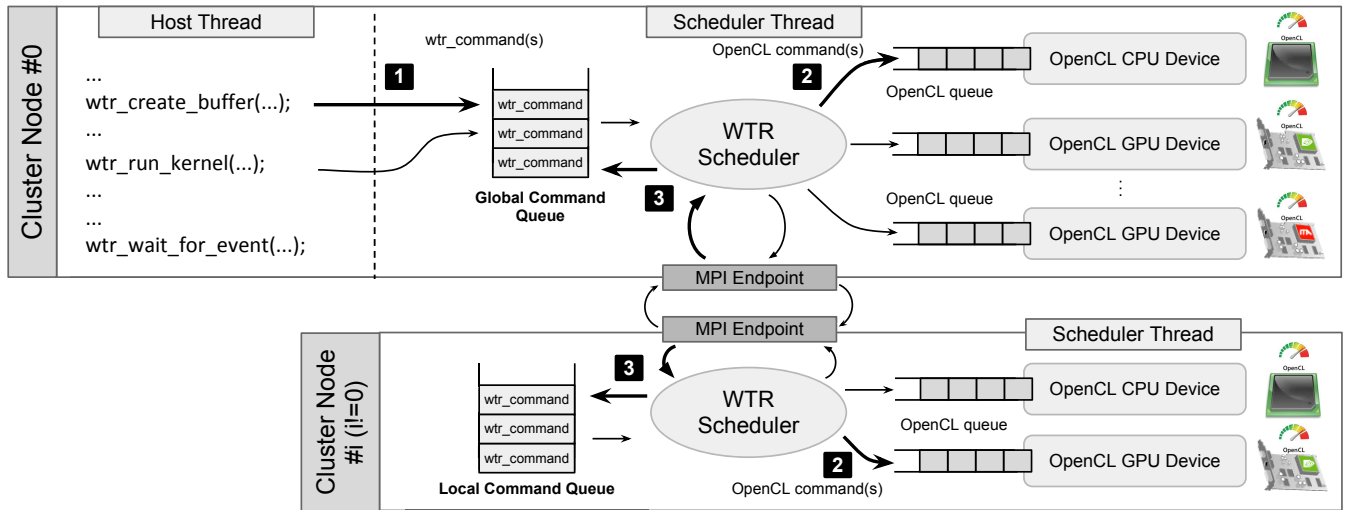 Cluster Node #0
Host Thread
...
wtr_create_buffer(...);
...
wtr_run_kernel(...);
...
...
wtr_wait_for_event(...);
Scheduler Thread
wtr_command(s)
1
wtr_command
wtr_command
wtr_command
Global Command
Queue
3
WTR
Scheduler
OpenCL command(s)
2
OpenCL queue
OpenCL CPU Device
OpenCL
OpenCL GPU Device
OpenCL
...
OpenCL queue
OpenCL GPU Device
OpenCL
MPI Endpoint
MPI Endpoint
Cluster Node
#i (i!=0)
Scheduler Thread
3
wtr_command
wtr_command
wtr_command
Local Command Queue
WTR
Scheduler
2
OpenCL command(s)
OpenCL CPU Device
OpenCL
OpenCL queue
OpenCL GPU Device
OpenCL